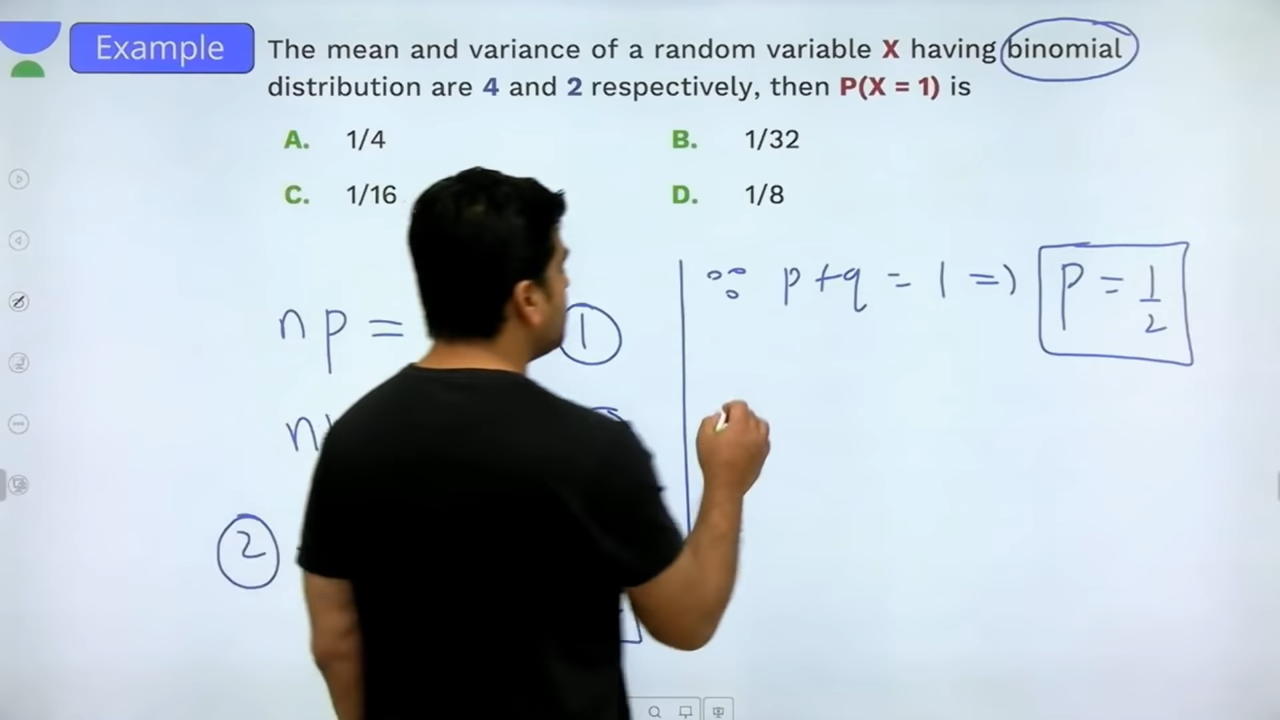 Example
The mean and variance of a random variable X having binomial
distribution are 4 and 2 respectively, then P(X = 1) is
A. 1/4
B. 1/32
C. 1/16
D. 1/8
np =
①
n
②
∵ p+q = 1 => p = 1/2